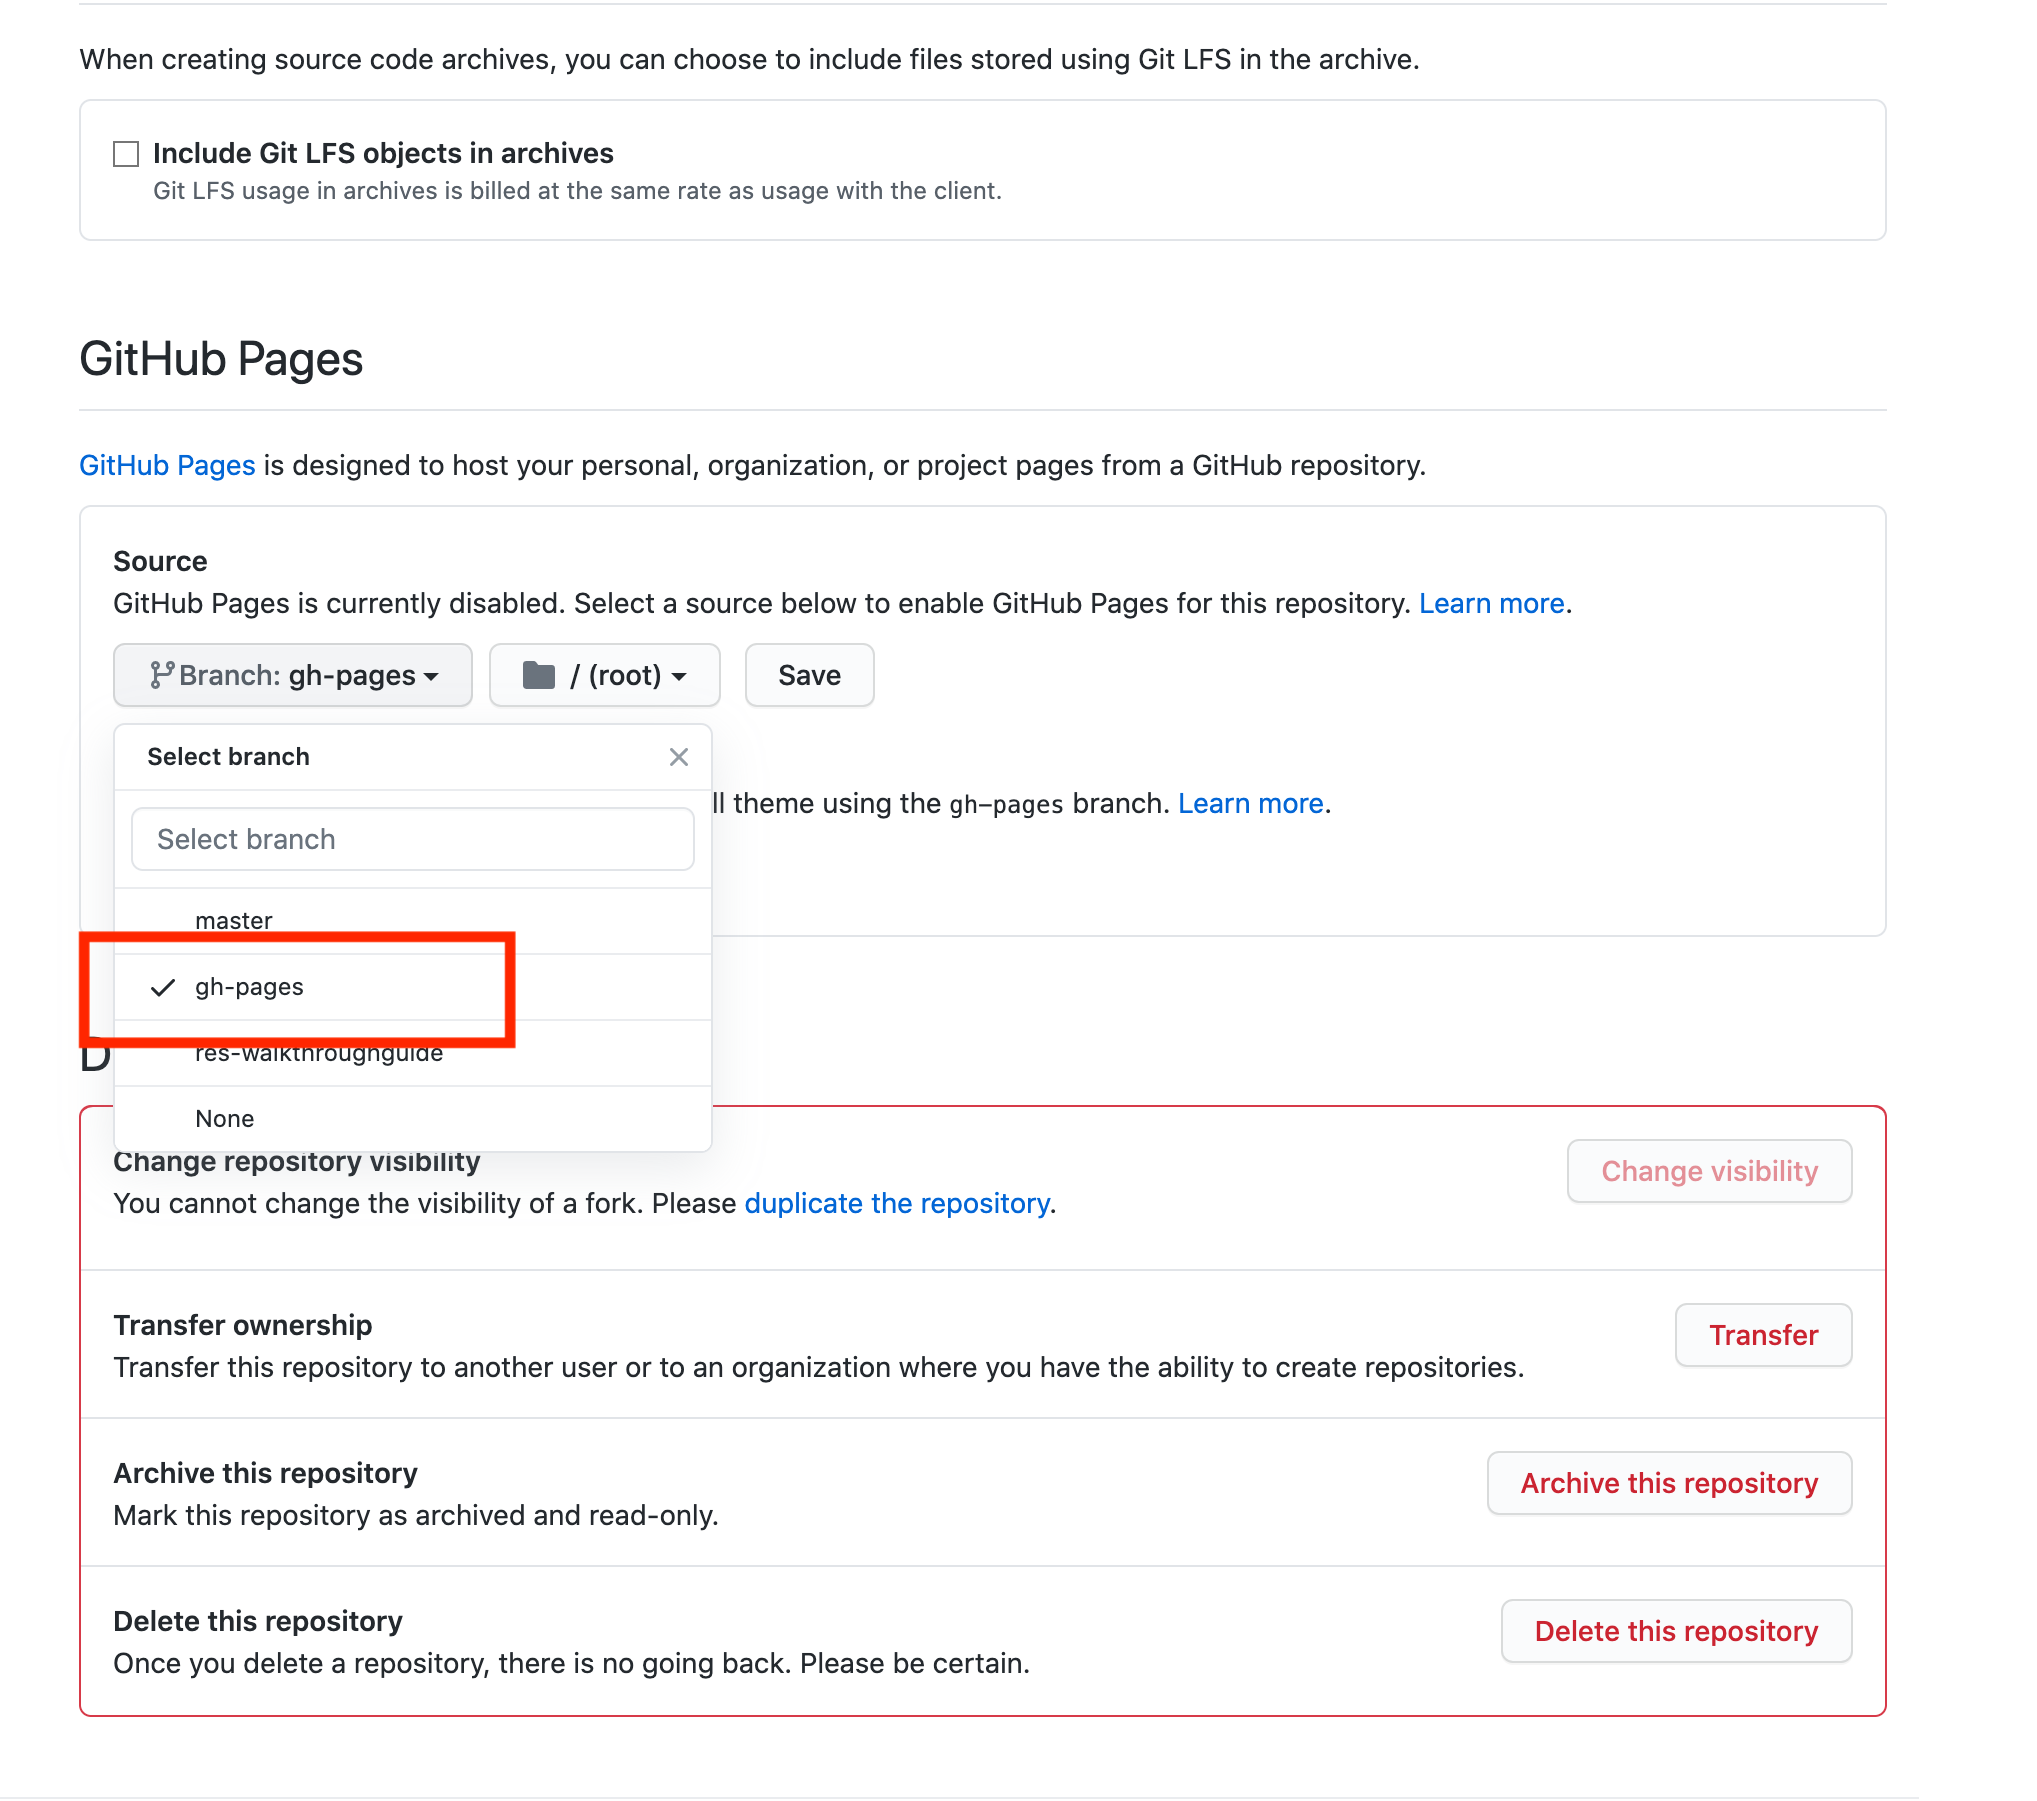 When creating source code archives, you can choose to include files stored using Git LFS in the archive.
Include Git LFS objects in archives
Git LFS usage in archives is billed at the same rate as usage with the client.
GitHub Pages
GitHub Pages is designed to host your personal, organization, or project pages from a GitHub repository.
Source
GitHub Pages is currently disabled. Select a source below to enable GitHub Pages for this repository. Learn more.
Branch: gh-pages / (root) Save
Select branch
ll theme using the gh-pages branch. Learn more.
Select branch
master
gh-pages
D
res-walkthroughguide
None
Change repository visibility
Change visibility
You cannot change the visibility of a fork. Please duplicate the repository.
Transfer ownership
Transfer
Transfer this repository to another user or to an organization where you have the ability to create repositories.
Archive this repository
Archive this repository
Mark this repository as archived and read-only.
Delete this repository
Delete this repository
Once you delete a repository, there is no going back. Please be certain.